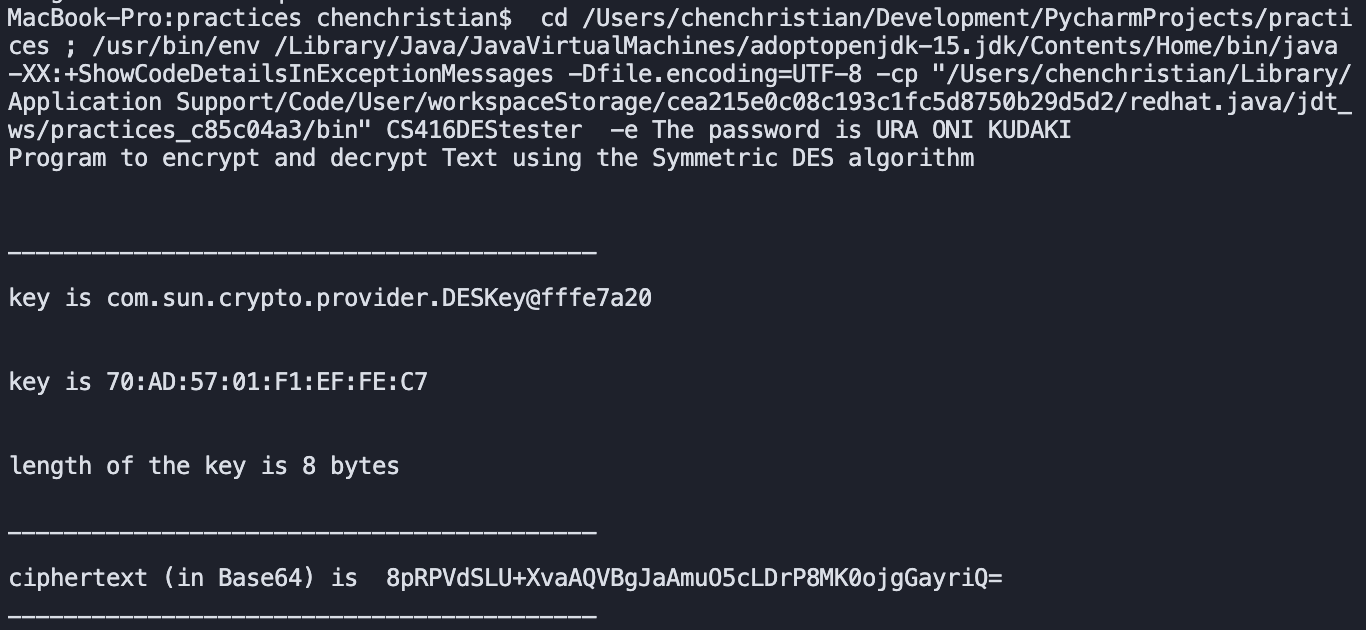 MacBook-Pro:practices chenchristian$  cd /Users/chenchristian/Development/PycharmProjects/practi
ces ; /usr/bin/env /Library/Java/JavaVirtualMachines/adoptopenjdk-15.jdk/Contents/Home/bin/java
-XX:+ShowCodeDetailsInExceptionMessages -Dfile.encoding=UTF-8 -cp "/Users/chenchristian/Library/
Application Support/Code/User/workspaceStorage/cea215e0c08c193c1fc5d8750b29d5d2/redhat.java/jdt_
ws/practices_c85c04a3/bin" CS416DEStester  -e The password is URA ONI KUDAKI
Program to encrypt and decrypt Text using the Symmetric DES algorithm
__________________________________________
key is com.sun.crypto.provider.DESKey@fffe7a20
key is 70:AD:57:01:F1:EF:FE:C7
length of the key is 8 bytes
__________________________________________
ciphertext (in Base64) is  8pRPVdSLU+XvaAQVBgJaAmuO5cLDrP8MK0ojgGayriQ=
__________________________________________